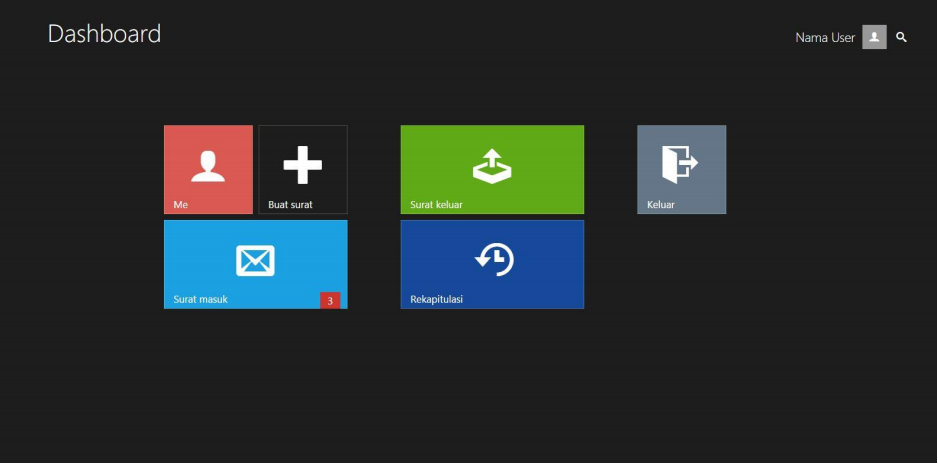 Dashboard
Nama User
Me
Buat surat
Surat keluar
Keluar
Surat masuk
3
Rekapitulasi